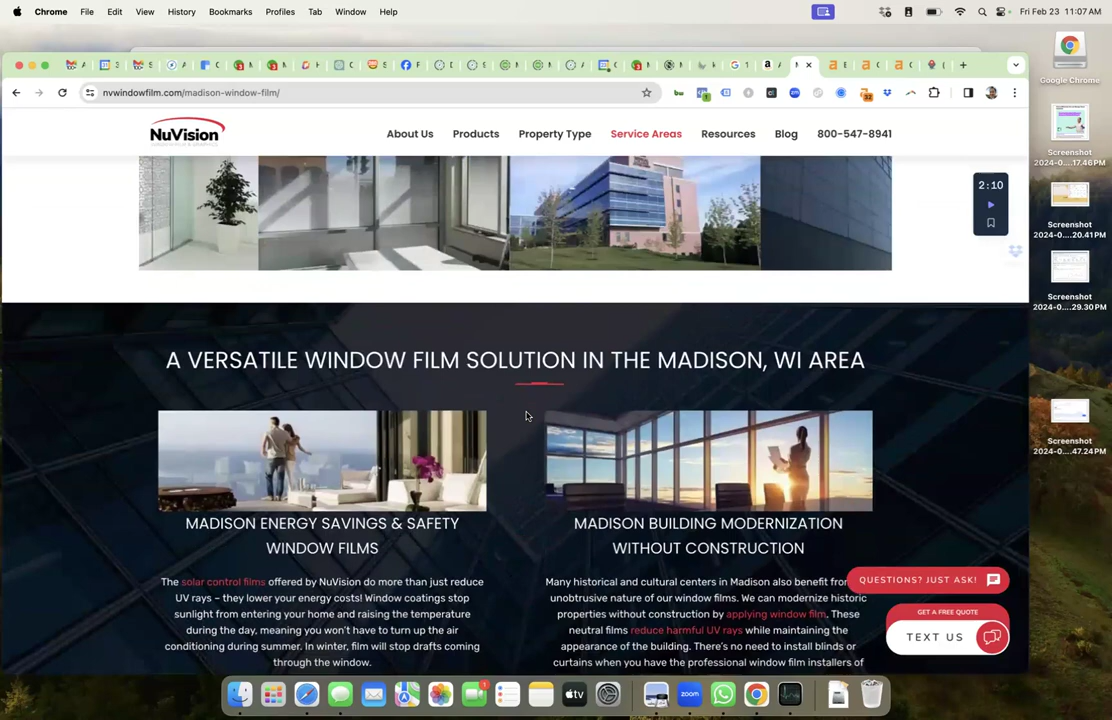 Chrome File Edit View History Bookmarks Profiles Tab Window Help Fri Feb 23 11:07 AM
nvwindowfilm.com/madison-window-film/
NuVision
About Us Products Property Type Service Areas Resources Blog 800-547-8941
2:10
Google Chrome
Screenshot
2024-0....17.46 PM
Screenshot
2024-0....20.41 PM
Screenshot
2024-0....29.30 PM
Screenshot
2024-0....47.24 PM
A VERSATILE WINDOW FILM SOLUTION IN THE MADISON, WI AREA
MADISON ENERGY SAVINGS & SAFETY
WINDOW FILMS
The solar control films offered by NuVision do more than just reduce
UV rays – they lower your energy costs! Window coatings stop
sunlight from entering your home and raising the temperature
during the day, meaning you won't have to turn up the air
conditioning during summer. In winter, film will stop drafts coming
through the window.
MADISON BUILDING MODERNIZATION
WITHOUT CONSTRUCTION
Many historical and cultural centers in Madison also benefit from
unobtrusive nature of our window films. We can modernize historic
properties without construction by applying window film. These
neutral films reduce harmful UV rays while maintaining the
appearance of the building. There's no need to install blinds or
curtains when you have the professional window film installers of
QUESTIONS? JUST ASK!
GET A FREE QUOTE
TEXT US
tv
zoom